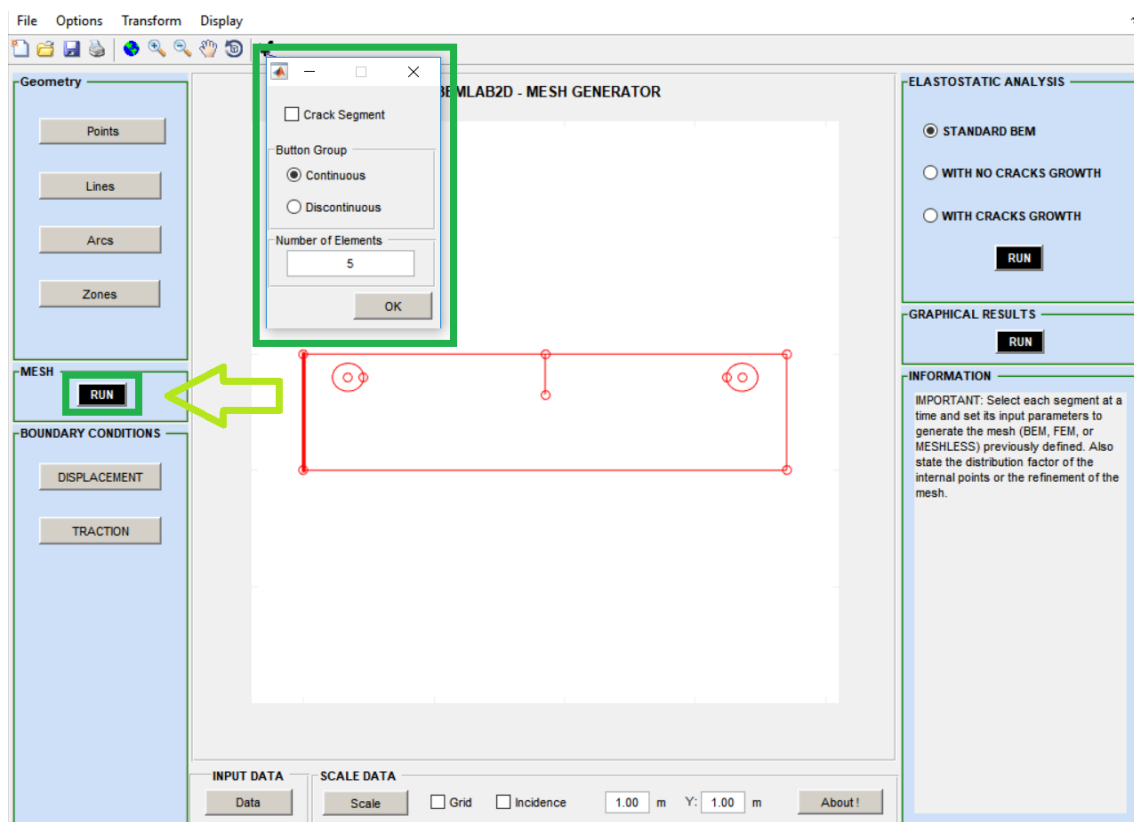 File Options Transform Display
Geometry
Points
Lines
Arcs
Zones
MESH
RUN
BOUNDARY CONDITIONS
DISPLACEMENT
TRACTION
BEMLAB2D - MESH GENERATOR
Crack Segment
Button Group
Continuous
Discontinuous
Number of Elements
5
OK
ELASTOSTATIC ANALYSIS
STANDARD BEM
WITH NO CRACKS GROWTH
WITH CRACKS GROWTH
RUN
GRAPHICAL RESULTS
RUN
INFORMATION
IMPORTANT: Select each segment at a
time and set its input parameters to
generate the mesh (BEM, FEM, or
MESHLESS) previously defined. Also
state the distribution factor of the
internal points or the refinement of the
mesh.
INPUT DATA
Data
SCALE DATA
Scale Grid Incidence 1.00 m Y: 1.00 m About !